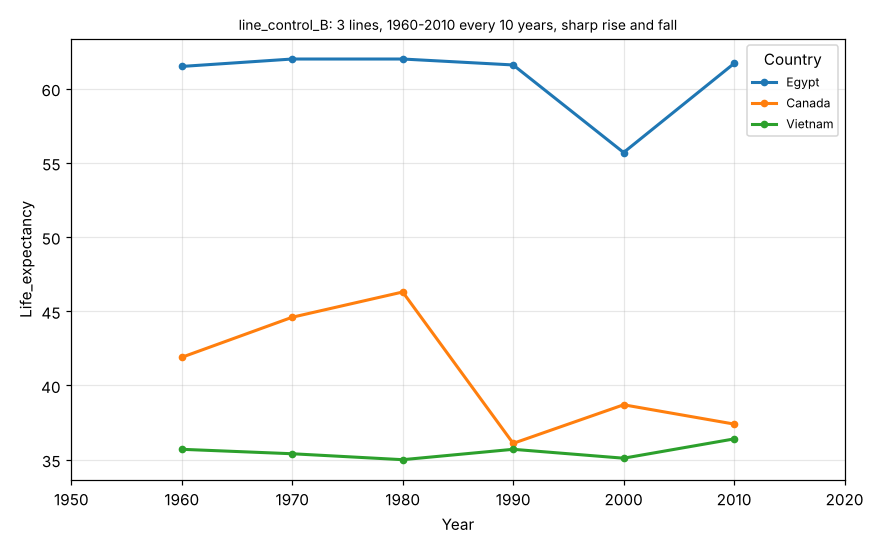 line_control_B: 3 lines, 1960-2010 every 10 years, sharp rise and fall
Country
Egypt
Canada
Vietnam
Life_expectancy
60
55
50
45
40
35
1950 1960 1970 1980 1990 2000 2010 2020
Year